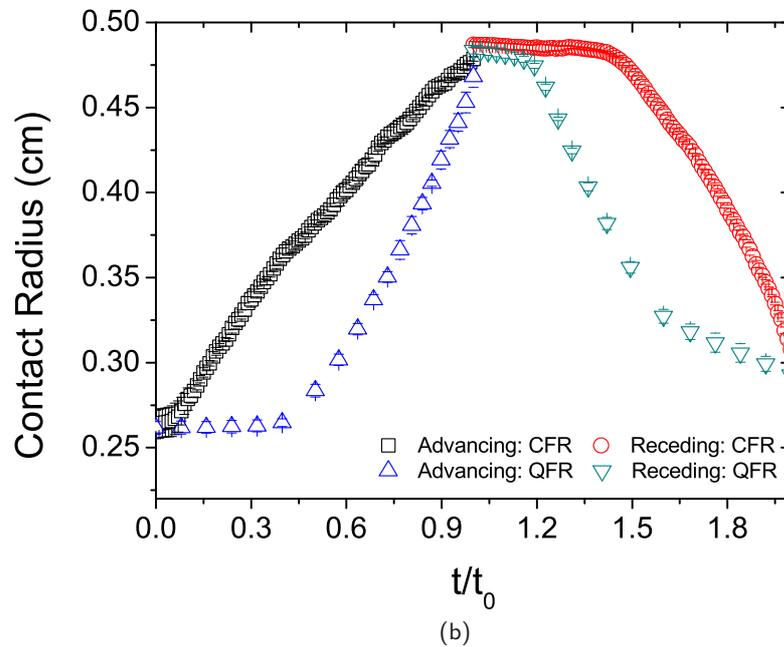 0.50
0.45
0.40
0.35
0.30
0.25
Contact Radius (cm)
Advancing: CFR Receding: CFR
Advancing: QFR Receding: QFR
0.0 0.3 0.6 0.9 1.2 1.5 1.8
t/t0
(b)